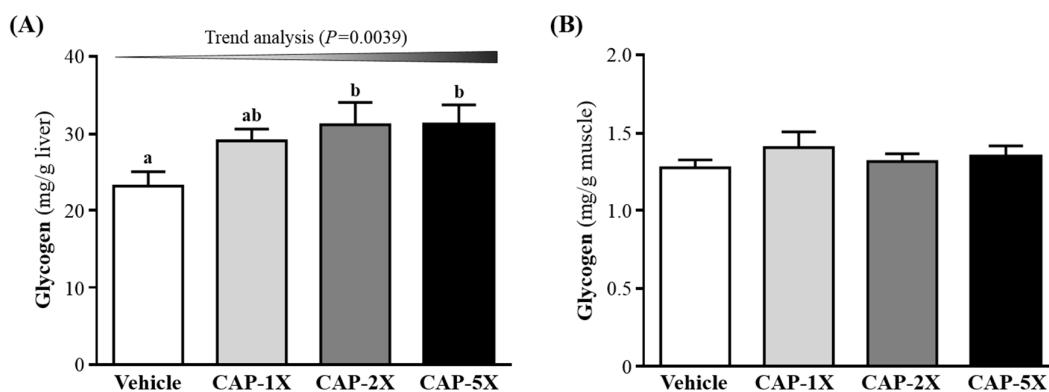 (A)
Trend analysis (P=0.0039)
Glycogen (mg/g liver)
40
30
20
10
0
a
ab
b
b
Vehicle CAP-1X CAP-2X CAP-5X
(B)
Glycogen (mg/g muscle)
2.0
1.5
1.0
0.5
0
Vehicle CAP-1X CAP-2X CAP-5X